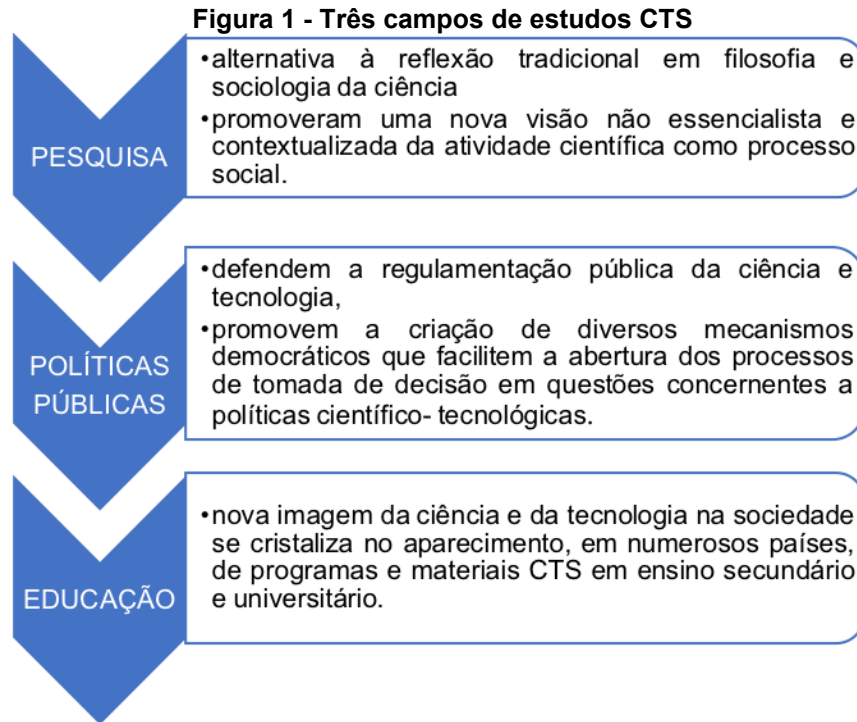 Figura 1 - Três campos de estudos CTS
PESQUISA
•alternativa à reflexão tradicional em filosofia e
sociologia da ciência
•promoveram uma nova visão não essencialista e
contextualizada da atividade científica como processo
social.
POLÍTICAS
PÚBLICAS
•defendem a regulamentação pública da ciência e
tecnologia,
•promovem a criação de diversos mecanismos
democráticos que facilitem a abertura dos processos
de tomada de decisão em questões concernentes a
políticas científico- tecnológicas.
EDUCAÇÃO
•nova imagem da ciência e da tecnologia na sociedade
se cristaliza no aparecimento, em numerosos países,
de programas e materiais CTS em ensino secundário
e universitário.